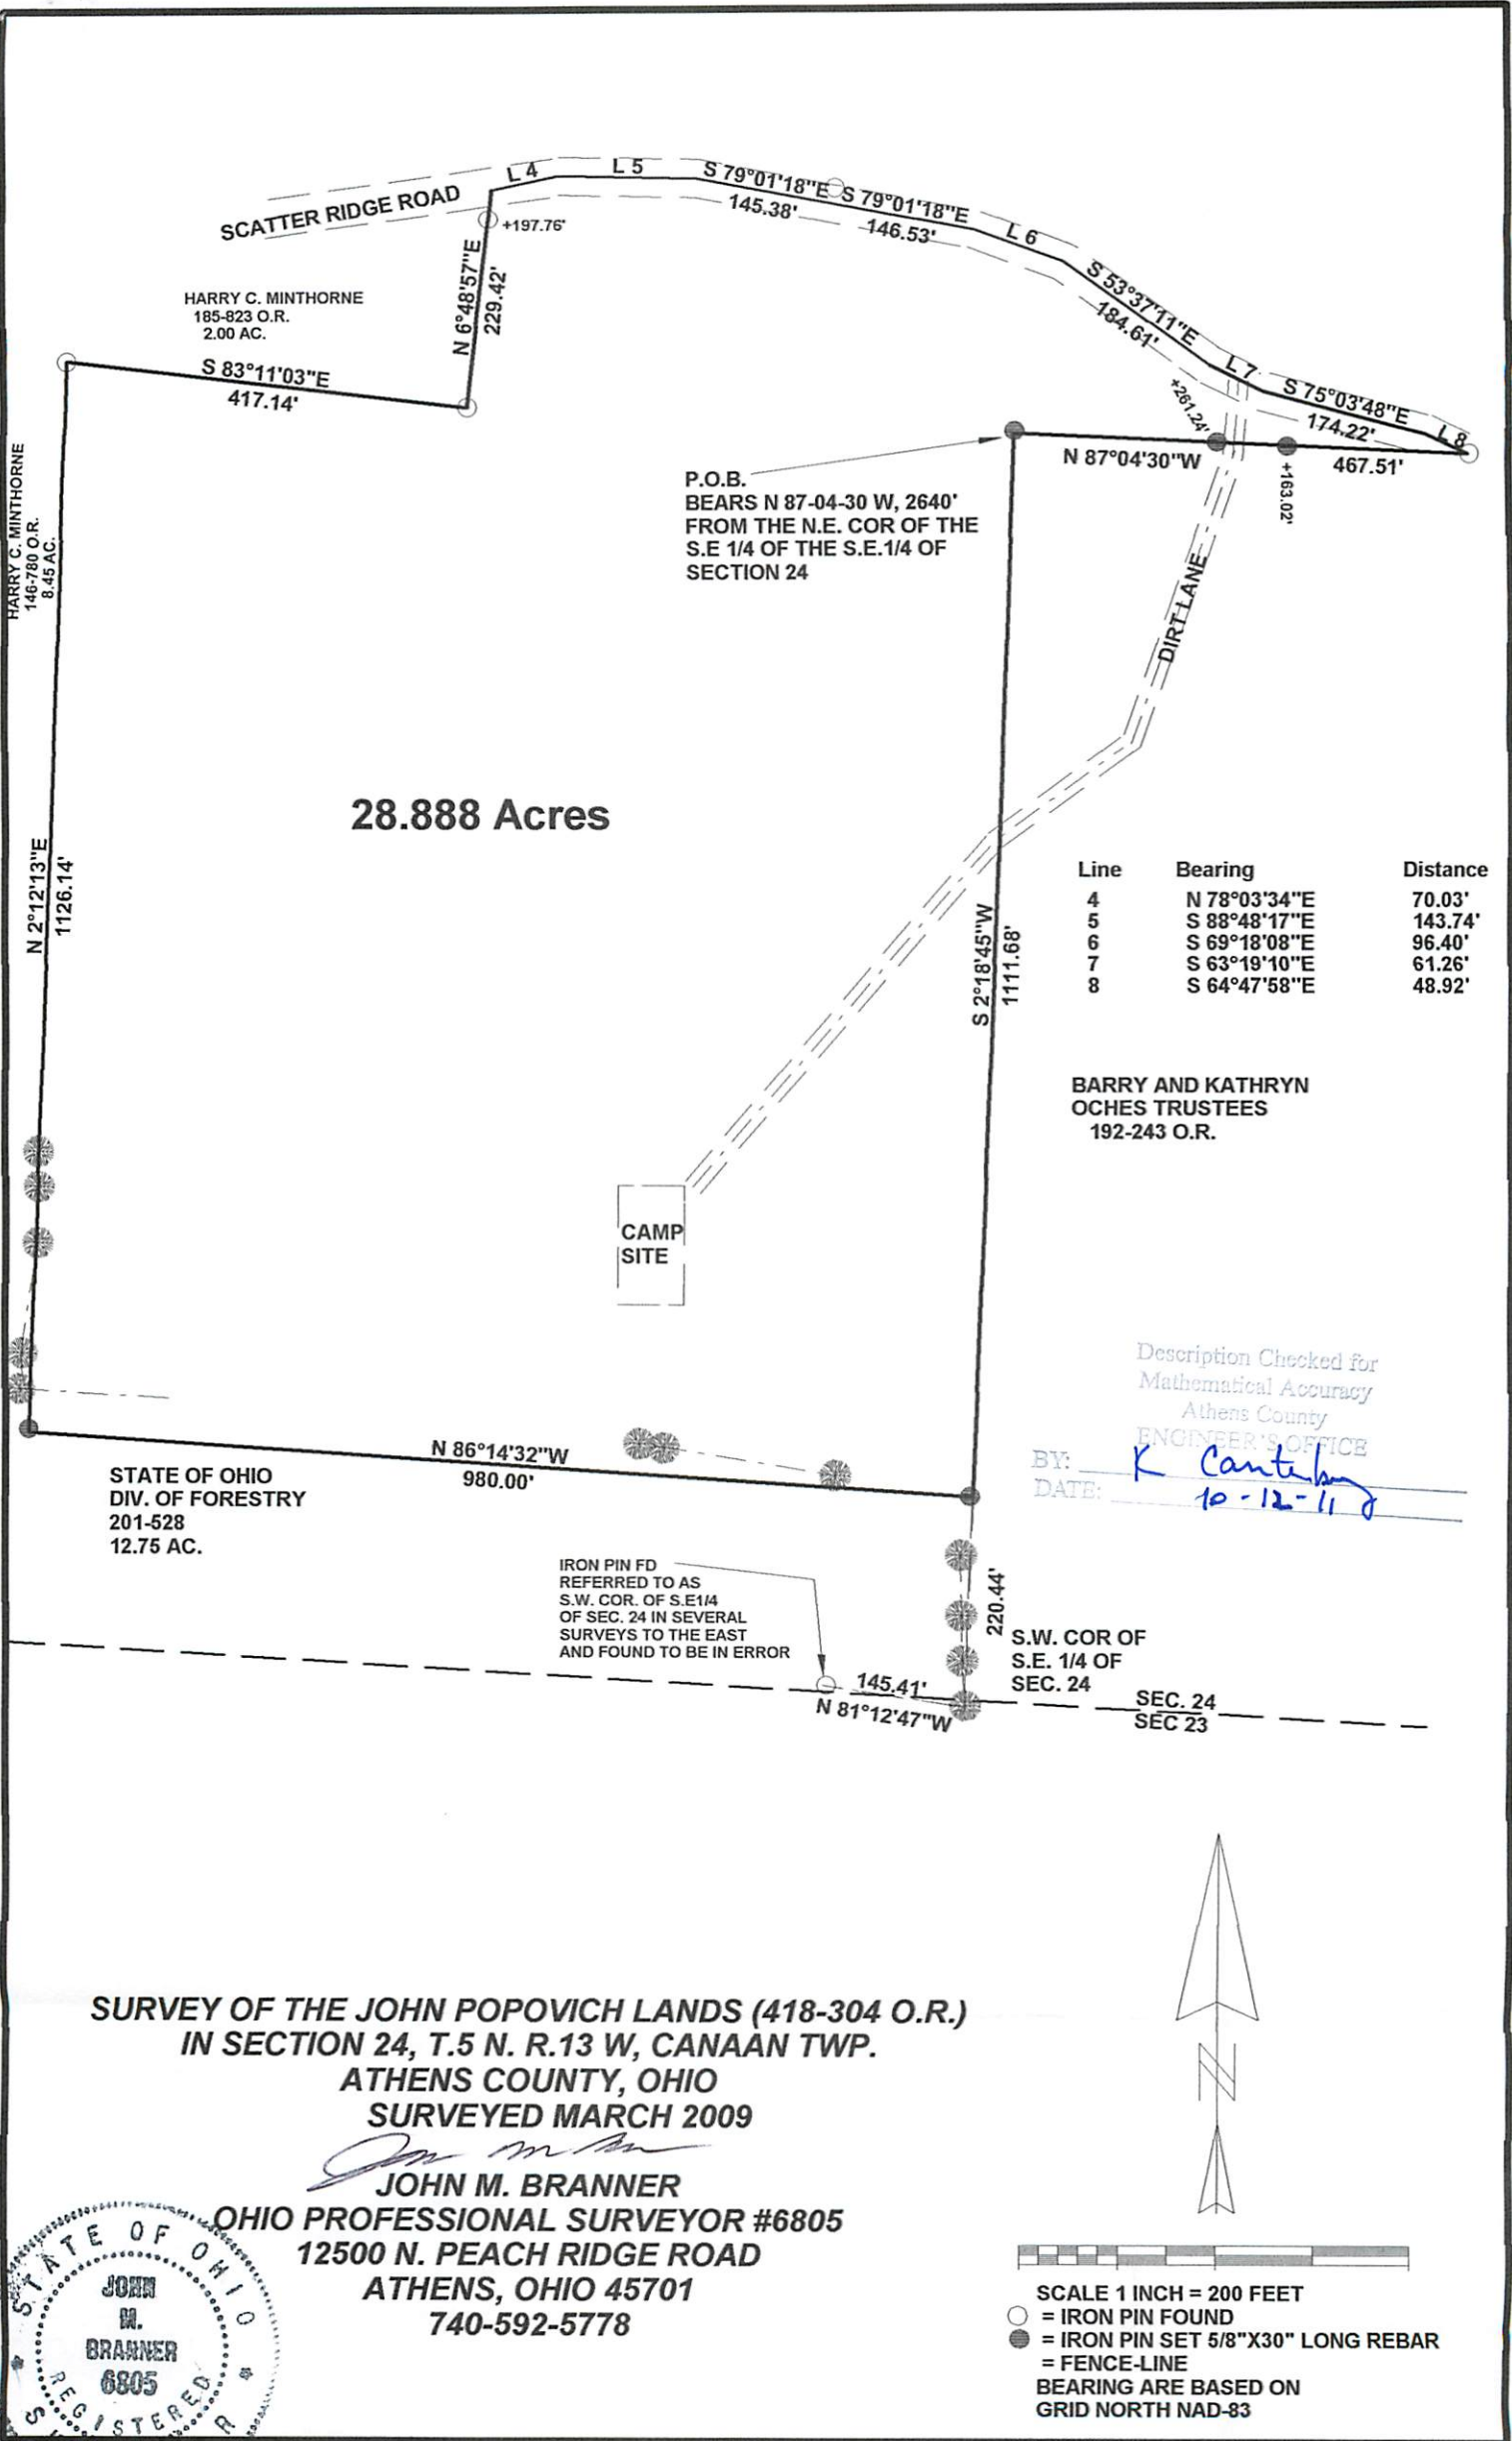 SCATTER RIDGE ROAD
L 4
L 5
S 79°01'18"E
145.38'
S 79°01'18"E
146.53'
L 6
S 53°37'11"E
184.61'
L 7
S 75°03'48"E
174.22'
L 8
+197.76'
N 6°48'57"E
229.42'
HARRY C. MINTHORNE
185-823 O.R.
2.00 AC.
S 83°11'03"E
417.14'
+261.24'
N 87°04'30"W
467.51'
+163.02'
P.O.B.
BEARS N 87-04-30 W, 2640'
FROM THE N.E. COR OF THE
S.E 1/4 OF THE S.E.1/4 OF
SECTION 24
HARRY C. MINTHORNE
146-780 O.R.
8.45 AC.
DIRT LANE
28.888 Acres
N 2°12'13"E
1126.14'
S 2°18'45"W
1111.68'
Line Bearing Distance
4 N 78°03'34"E 70.03'
5 S 88°48'17"E 143.74'
6 S 69°18'08"E 96.40'
7 S 63°19'10"E 61.26'
8 S 64°47'58"E 48.92'
BARRY AND KATHRYN
OCHES TRUSTEES
192-243 O.R.
CAMP
SITE
Description Checked for
Mathematical Accuracy
Athens County
ENGINEER'S OFFICE
BY: K Canterbury
DATE: 10-12-11
N 86°14'32"W
980.00'
STATE OF OHIO
DIV. OF FORESTRY
201-528
12.75 AC.
IRON PIN FD
REFERRED TO AS
S.W. COR. OF S.E1/4
OF SEC. 24 IN SEVERAL
SURVEYS TO THE EAST
AND FOUND TO BE IN ERROR
220.44'
S.W. COR OF
S.E. 1/4 OF
SEC. 24
145.41'
N 81°12'47"W
SEC. 24
SEC 23
N
SURVEY OF THE JOHN POPOVICH LANDS (418-304 O.R.)
IN SECTION 24, T.5 N. R.13 W, CANAAN TWP.
ATHENS COUNTY, OHIO
SURVEYED MARCH 2009
JOHN M. BRANNER
OHIO PROFESSIONAL SURVEYOR #6805
12500 N. PEACH RIDGE ROAD
ATHENS, OHIO 45701
740-592-5778
STATE OF OHIO
JOHN
M.
BRANNER
6805
REGISTERED
SCALE 1 INCH = 200 FEET
= IRON PIN FOUND
= IRON PIN SET 5/8"X30" LONG REBAR
= FENCE-LINE
BEARING ARE BASED ON
GRID NORTH NAD-83